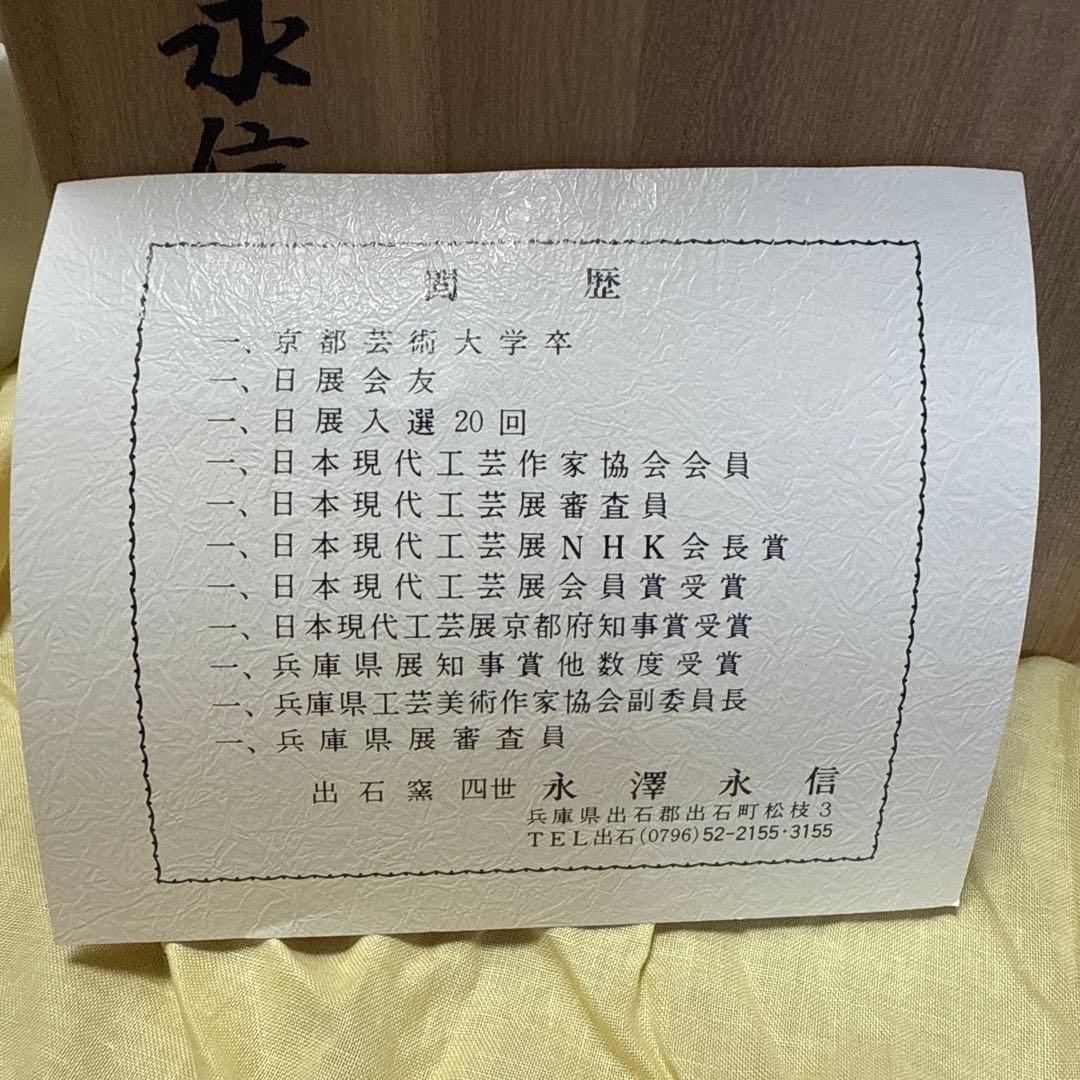 永信
閲歴
一、京都芸術大学卒
一、日展会友
一、日展入選20回
一、日本現代工芸作家協会会員
一、日本現代工芸展審査員
一、日本現代工芸展NHK会長賞
一、日本現代工芸展会員賞受賞
一、日本現代工芸展京都府知事賞受賞
一、兵庫県展知事賞他数度受賞
一、兵庫県工芸美術作家協会副委員長
一、兵庫県展審査員
出石窯 四世 永澤永信
兵庫県出石郡出石町松枝3
TEL出石(0796)52-2155・3155